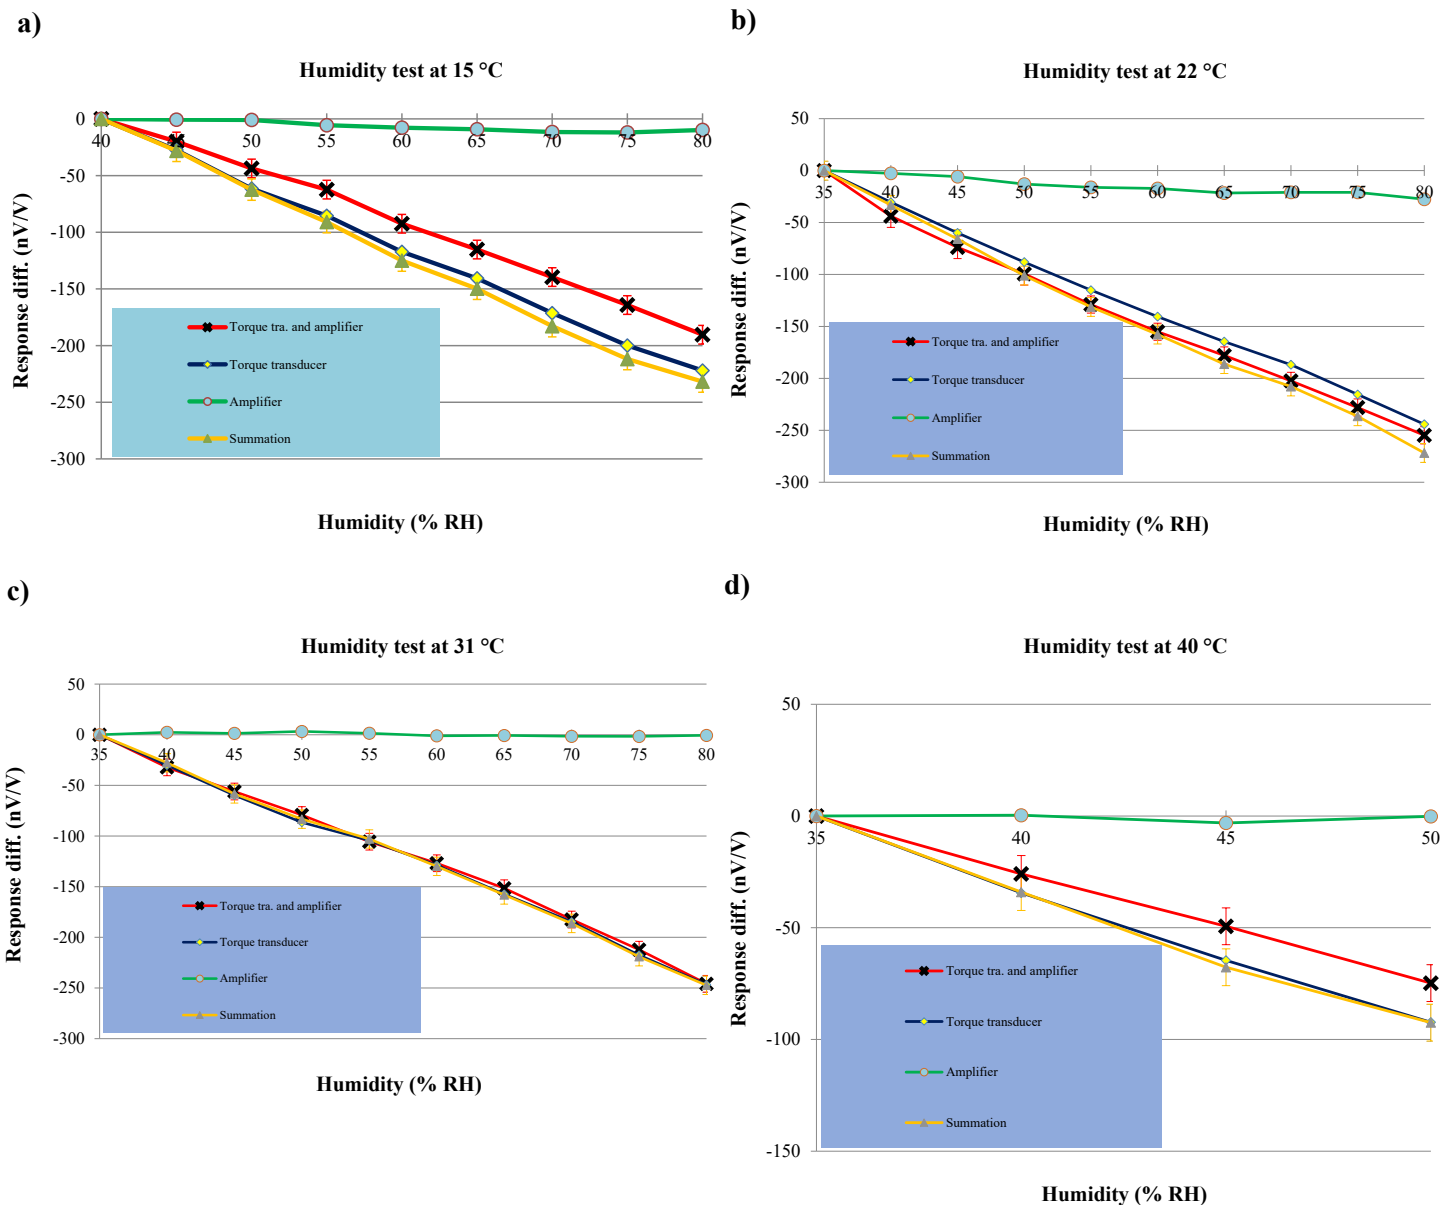 a)
Humidity test at 15 °C
0
-50
-100
-150
-200
-250
-300
40
45
50
55
60
65
70
75
80
Response diff. (nV/V)
Torque tra. and amplifier
Torque transducer
Amplifier
Summation
Humidity (% RH)
b)
Humidity test at 22 °C
50
0
-50
-100
-150
-200
-250
-300
35
40
45
50
55
60
65
70
75
80
Response diff. (nV/V)
Torque tra. and amplifier
Torque transducer
Amplifier
Summation
Humidity (% RH)
c)
Humidity test at 31 °C
50
0
-50
-100
-150
-200
-250
-300
35
40
45
50
55
60
65
70
75
80
Response diff. (nV/V)
Torque tra. and amplifier
Torque transducer
Amplifier
Summation
Humidity (% RH)
d)
Humidity test at 40 °C
50
0
-50
-100
-150
35
40
45
50
Response diff. (nV/V)
Torque tra. and amplifier
Torque transducer
Amplifier
Summation
Humidity (% RH)